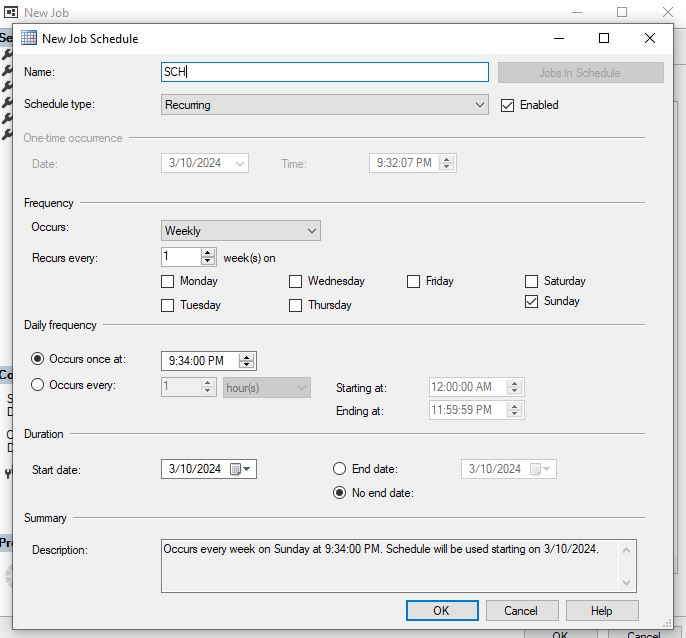 New Job
Se
New Job Schedule
Name: SCH Jobs in Schedule
Schedule type: Recurring Enabled
One-time occurrence
Date: 3/10/2024 Time: 9:32:07 PM
Frequency
Occurs: Weekly
Recurs every: 1 week(s) on
Monday Wednesday Friday Saturday
Tuesday Thursday Sunday
Daily frequency
Occurs once at: 9:34:00 PM
Co
Occurs every: 1 hour(s) Starting at: 12:00:00 AM
Ending at: 11:59:59 PM
Duration
Start date: 3/10/2024 End date: 3/10/2024
No end date:
Summary
Pr
Description: Occurs every week on Sunday at 9:34:00 PM. Schedule will be used starting on 3/10/2024.
OK Cancel Help
OK Cancel